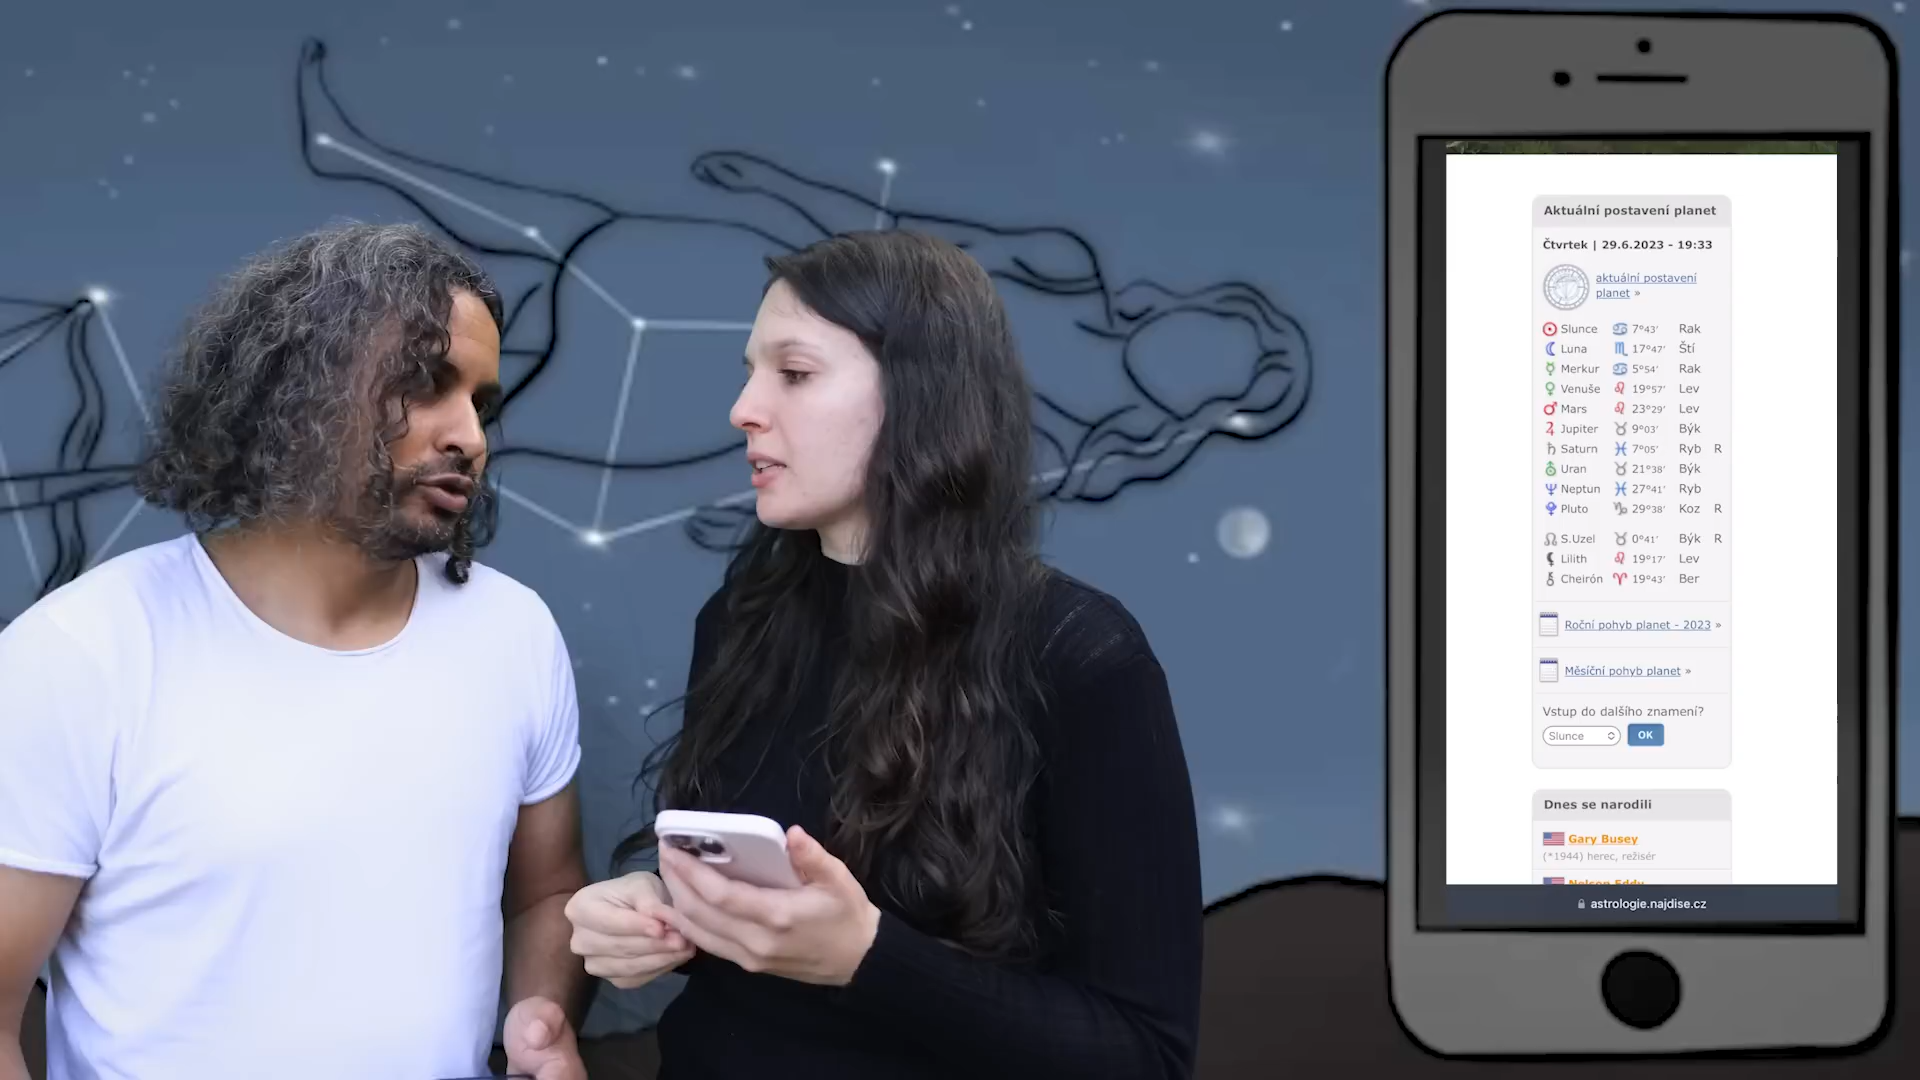 Aktuální postavení planet
Čtvrtek | 29.6.2023 - 19:33
aktuální postavení
planet »
Slunce 7°43' Rak
Luna 17°47' Ští
Merkur 5°54' Rak
Venuše 19°57' Lev
Mars 23°29' Lev
Jupiter 9°03' Býk
Saturn 7°05' Ryb R
Uran 21°38' Býk
Neptun 27°41' Ryb
Pluto 29°38' Koz R
S.Uzel 0°41' Býk R
Lilith 19°17' Lev
Cheirón 19°43' Ber
Roční pohyb planet - 2023 »
Měsíční pohyb planet »
Vstup do dalšího znamení?
Slunce OK
Dnes se narodili
Gary Busey
(*1944) herec, režisér
Nelson Eddy
astrologie.najdise.cz